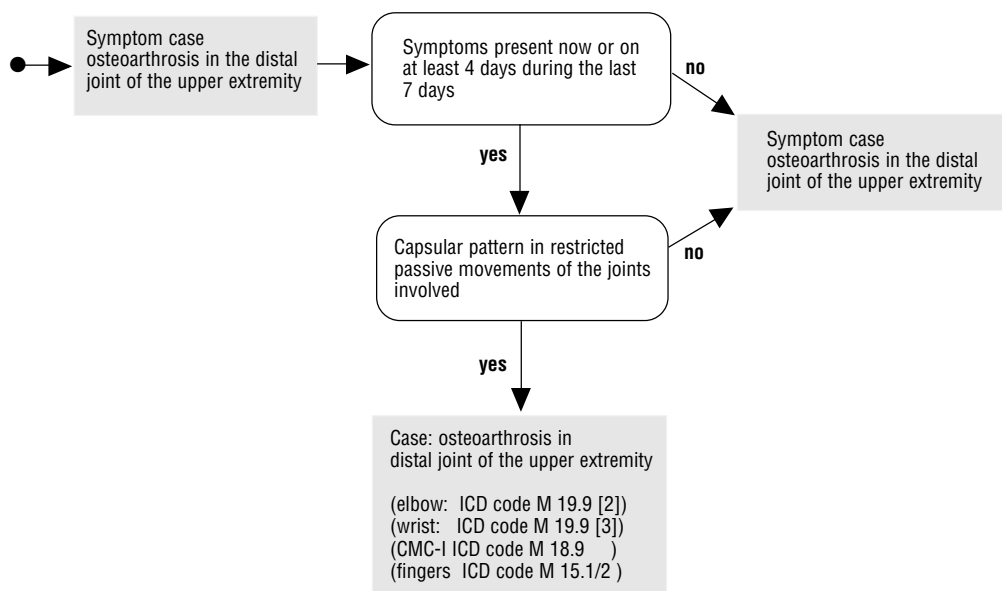 Symptom case
osteoarthrosis in the distal
joint of the upper extremity
Symptoms present now or on
at least 4 days during the last
7 days
no
yes
Symptom case
osteoarthrosis in the distal
joint of the upper extremity
Capsular pattern in restricted
passive movements of the joints
involved
no
yes
Case: osteoarthrosis in
distal joint of the upper extremity
(elbow: ICD code M 19.9 [2])
(wrist: ICD code M 19.9 [3])
(CMC-I ICD code M 18.9 )
(fingers ICD code M 15.1/2 )